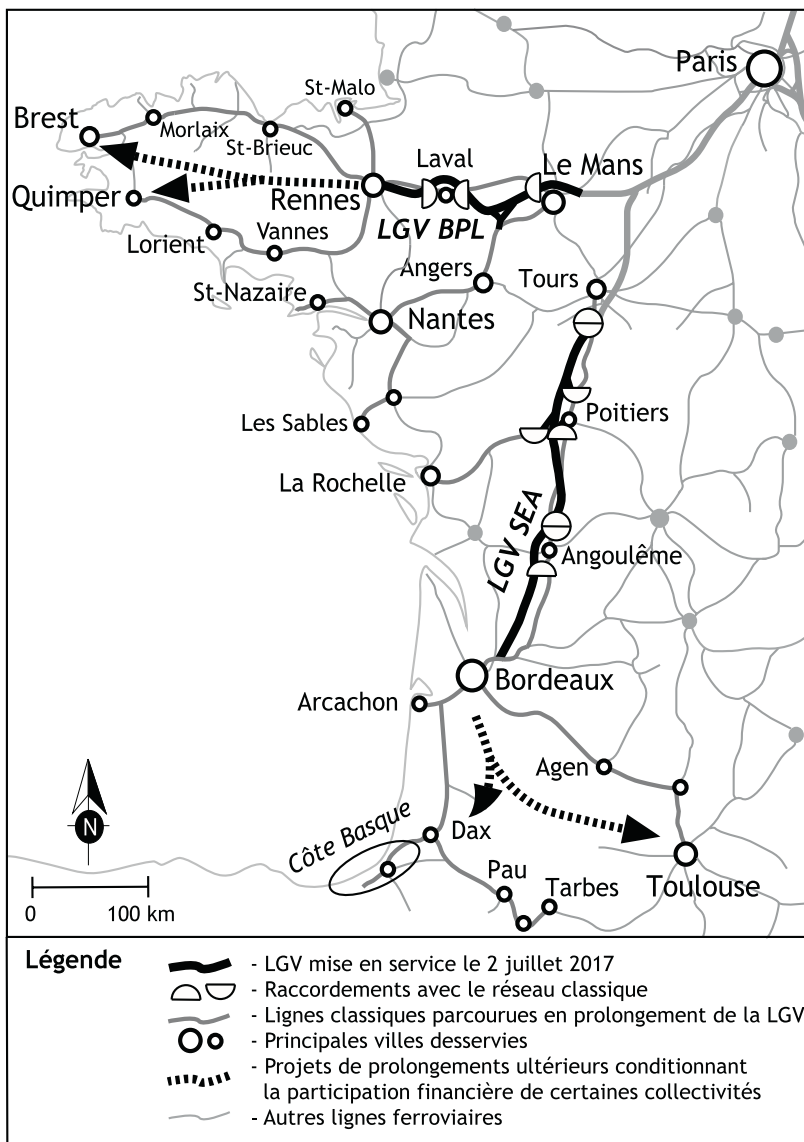 Paris
St-Malo
Brest
Morlaix
St-Brieuc
Laval
Le Mans
Quimper
Rennes
LGV BPL
Lorient
Vannes
Angers
Tours
St-Nazaire
Nantes
Les Sables
Poitiers
La Rochelle
LGV SEA
Angoulême
Bordeaux
Arcachon
Agen
Côte Basque
Dax
N
Pau
Toulouse
Tarbes
0 100 km
Légende
- LGV mise en service le 2 juillet 2017
- Raccordements avec le réseau classique
- Lignes classiques parcourues en prolongement de la LGV
- Principales villes desservies
- Projets de prolongements ultérieurs conditionnant
la participation financière de certaines collectivités
- Autres lignes ferroviaires